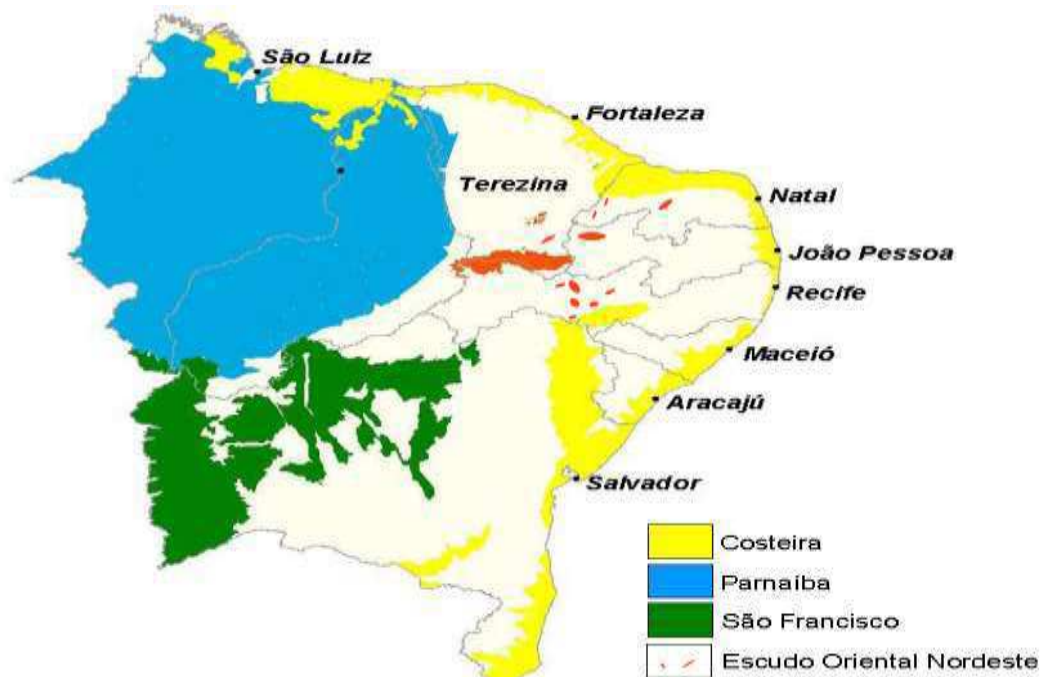 São Luiz
Fortaleza
Terezina
Natal
João Pessoa
Recife
Maceió
Aracajú
Salvador
Costeira
Parnaíba
São Francisco
Escudo Oriental Nordeste